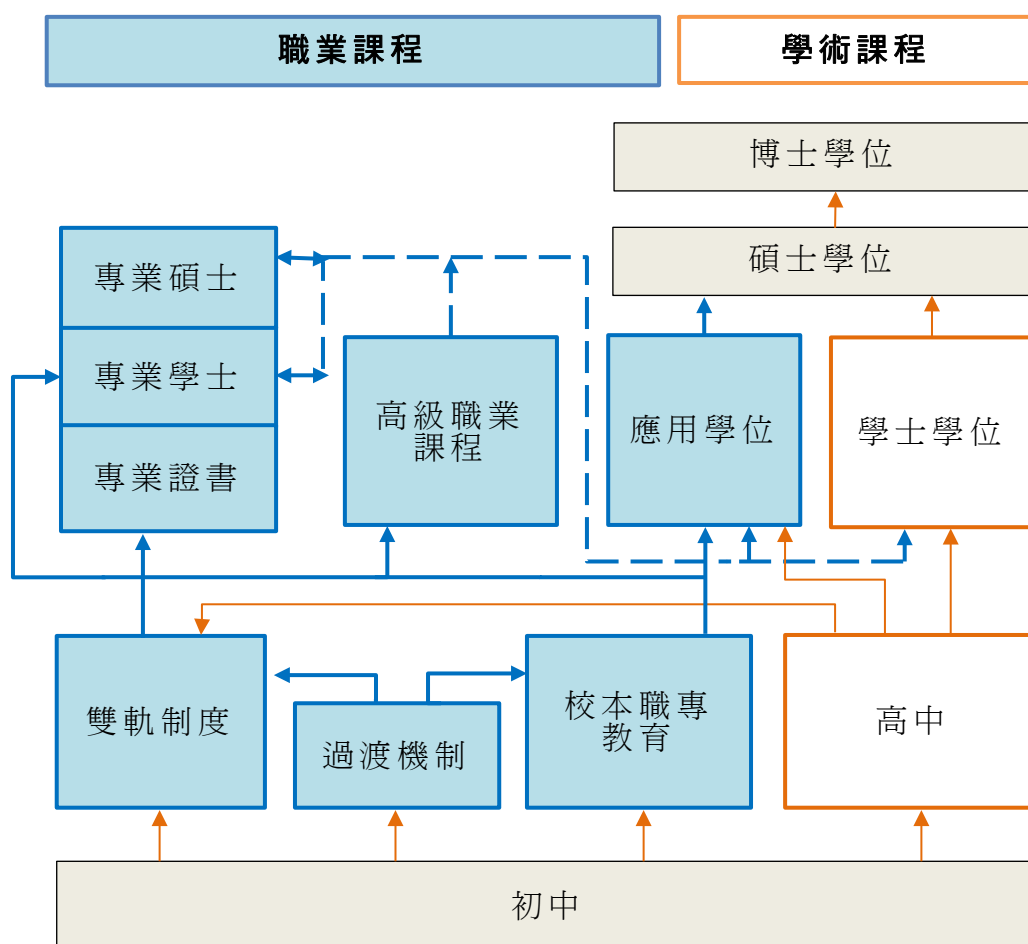 職業課程
學術課程
博士學位
碩士學位
專業碩士
專業學士
專業證書
高級職業
課程
應用學位
學士學位
雙軌制度
過渡機制
校本職專
教育
高中
初中